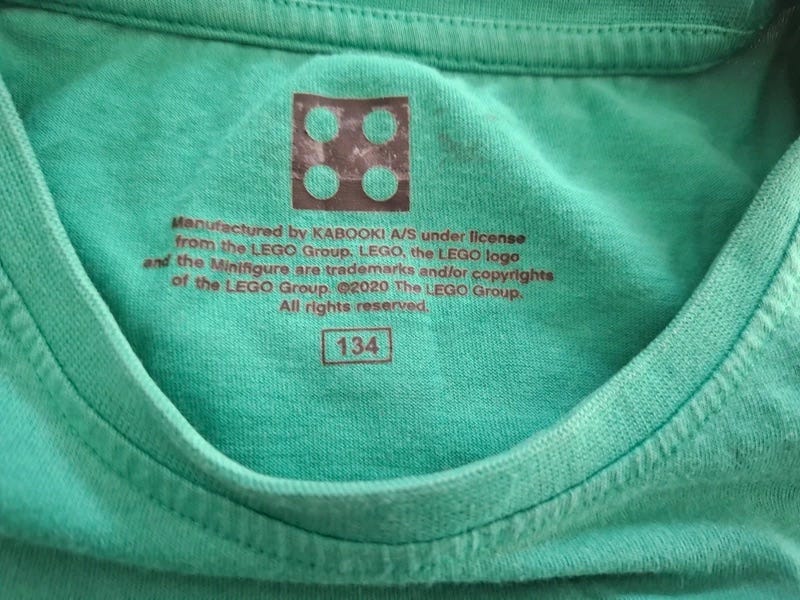 Manufactured by KABOOKI A/S under license
from the LEGO Group. LEGO, the LEGO logo
and the Minifigure are trademarks and/or copyrights
of the LEGO Group. ©2020 The LEGO Group.
All rights reserved.
134